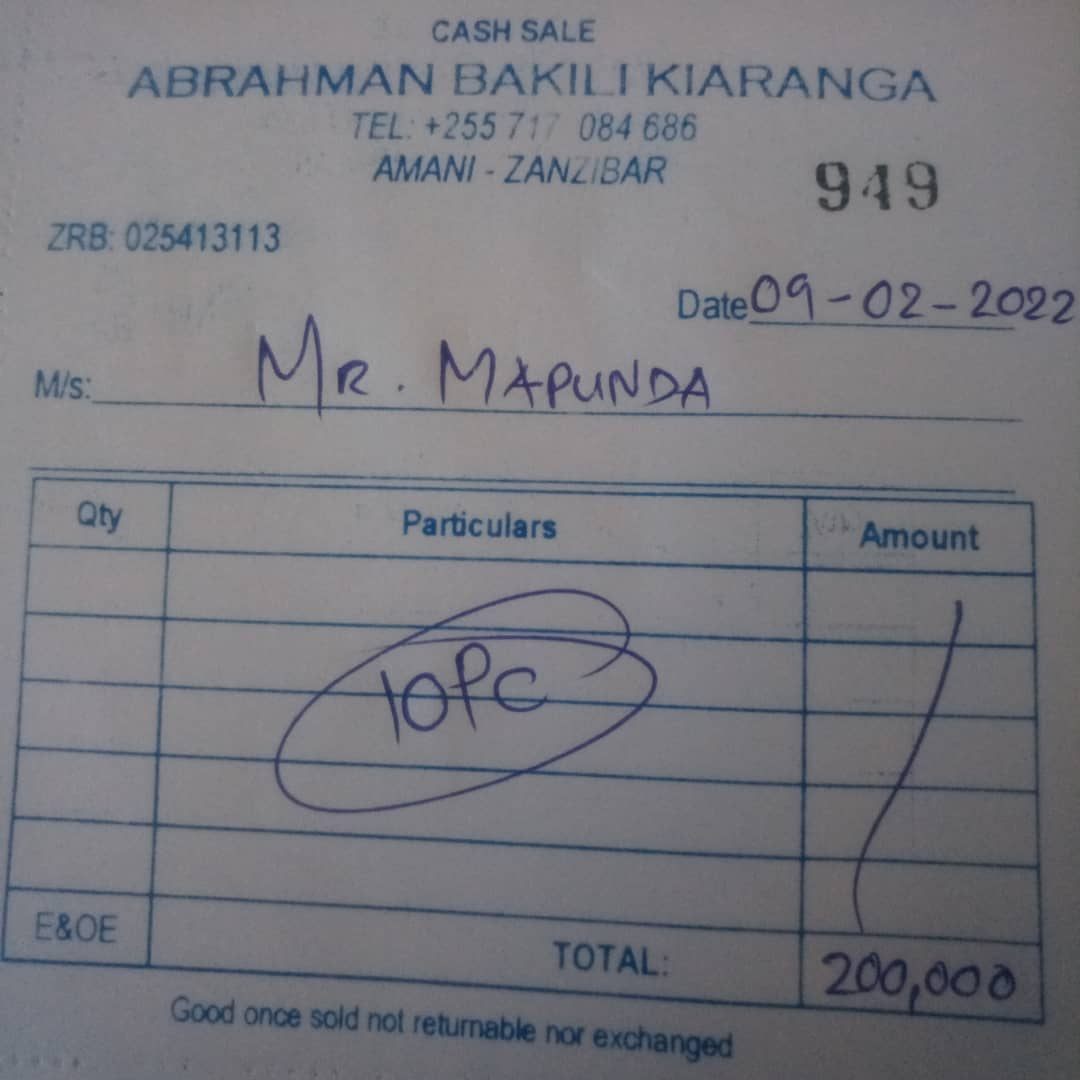 CASH SALE
ABRAHMAN BAKILI KIARANGA
TEL: +255 717 084 686
AMANI - ZANZIBAR
949
ZRB: 025413113
Date 09-02-2022
M/s: MR. MAPUNDA
Qty Particulars Amount
10PC
E&OE TOTAL: 200,000
Good once sold not returnable nor exchanged